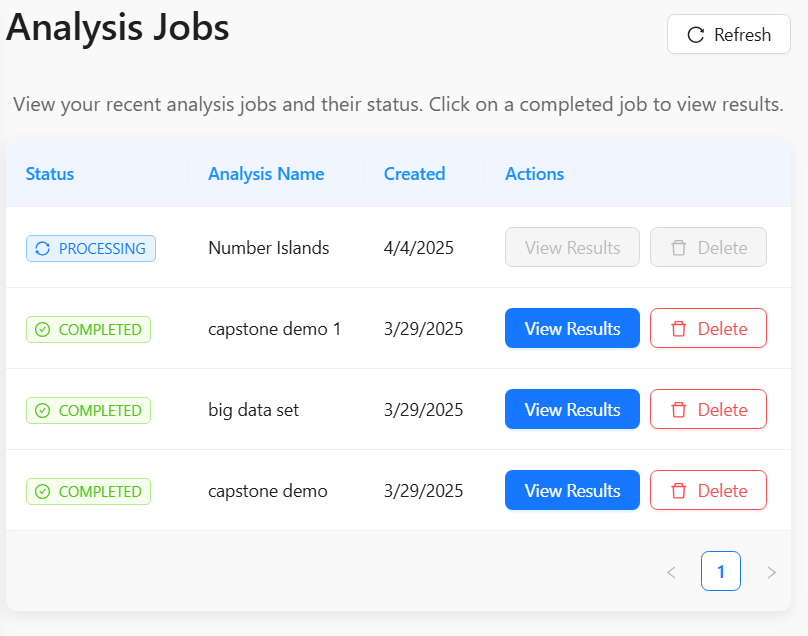 Analysis Jobs
Refresh
View your recent analysis jobs and their status. Click on a completed job to view results.
Status Analysis Name Created Actions
PROCESSING Number Islands 4/4/2025 View Results Delete
COMPLETED capstone demo 1 3/29/2025 View Results Delete
COMPLETED big data set 3/29/2025 View Results Delete
COMPLETED capstone demo 3/29/2025 View Results Delete
1